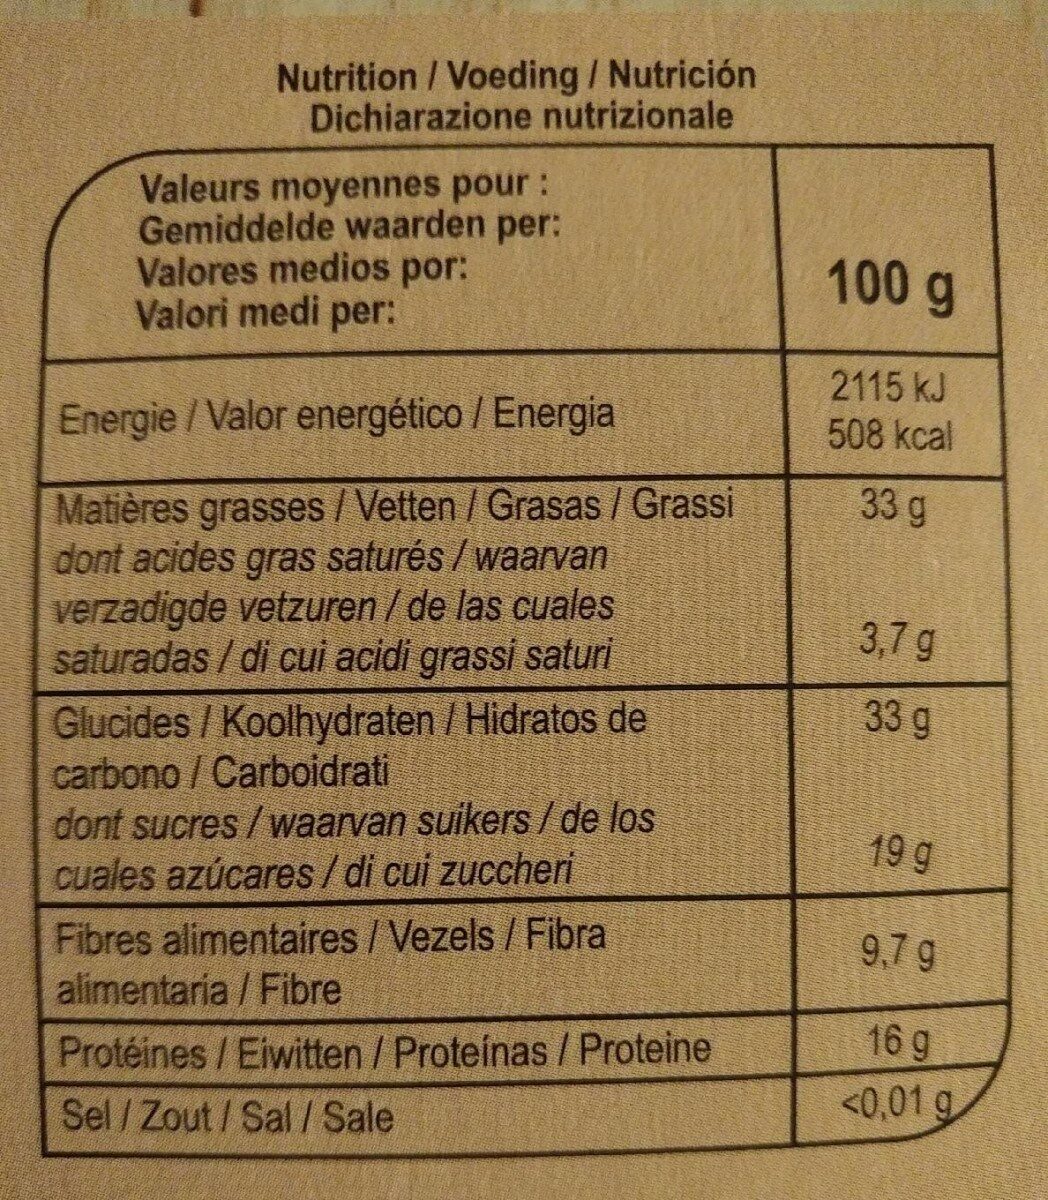 Nutrition / Voeding / Nutrición
Dichiarazione nutrizionale
Valeurs moyennes pour :
Gemiddelde waarden per:
Valores medios por:
Valori medi per:
100 g
Energie / Valor energético / Energia
2115 kJ
508 kcal
Matières grasses / Vetten / Grasas / Grassi
33 g
dont acides gras saturés / waarvan
verzadigde vetzuren / de las cuales
saturadas / di cui acidi grassi saturi
3,7 g
Glucides / Koolhydraten / Hidratos de
33 g
carbono / Carboidrati
dont sucres / waarvan suikers / de los
cuales azúcares / di cui zuccheri
19 g
Fibres alimentaires / Vezels / Fibra
alimentaria / Fibre
9,7 g
Protéines / Eiwitten / Proteínas / Proteine
16 g
Sel / Zout / Sal / Sale
<0,01 g